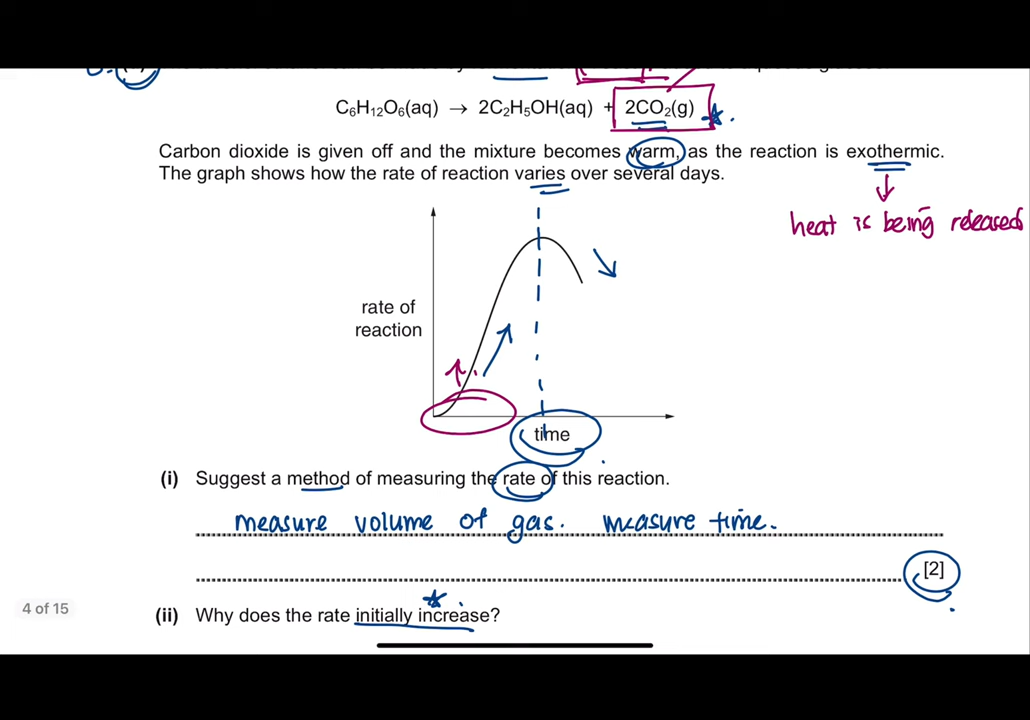 C₆H₁₂O₆(aq) → 2C₂H₅OH(aq) + 2CO₂(g)
Carbon dioxide is given off and the mixture becomes warm, as the reaction is exothermic.
The graph shows how the rate of reaction varies over several days.
heat is being released
rate of
reaction
time
(i) Suggest a method of measuring the rate of this reaction.
measure volume of gas. measure time.
[2]
4 of 15
(ii) Why does the rate initially increase?